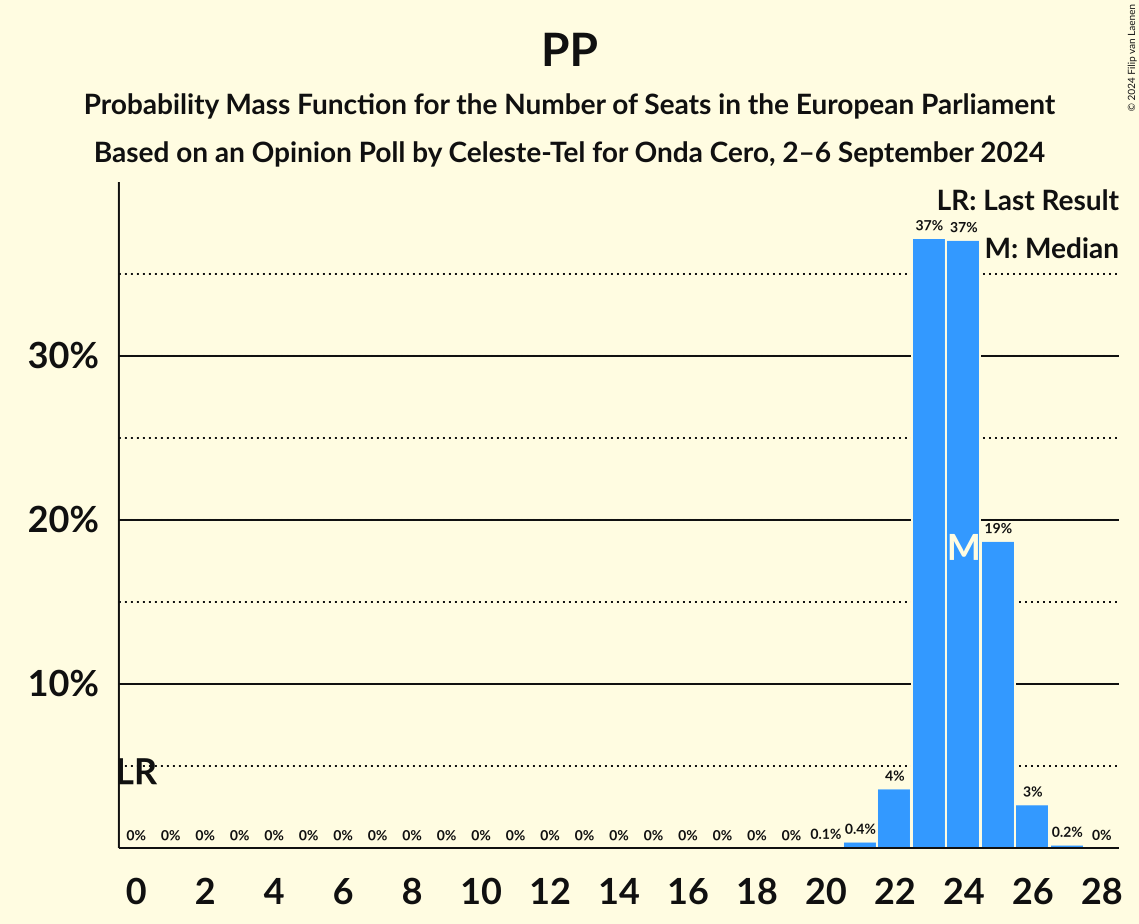 © 2024 Filip van Laenen
PP
Probability Mass Function for the Number of Seats in the European Parliament
Based on an Opinion Poll by Celeste-Tel for Onda Cero, 2–6 September 2024
LR: Last Result
M: Median
37% 37%
30%
20%
19%
M
10%
LR
4%
3%
0% 0% 0% 0% 0% 0% 0% 0% 0% 0% 0% 0% 0% 0% 0% 0% 0% 0% 0% 0% 0.1% 0.4% 0.2% 0%
0 2 4 6 8 10 12 14 16 18 20 22 24 26 28